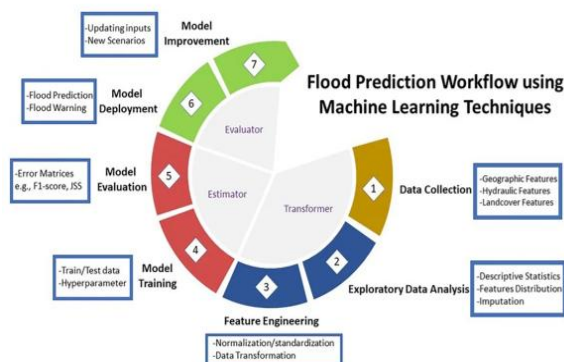 Flood Prediction Workflow using
Machine Learning Techniques
1
Data Collection
-Geographic Features
-Hydraulic Features
-Landcover Features
2
Exploratory Data Analysis
-Descriptive Statistics
-Features Distribution
-Imputation
3
Feature Engineering
-Normalization/standardization
-Data Transformation
4
Model
Training
-Train/Test data
-Hyperparameter
5
Model
Evaluation
-Error Matrices
e.g., F1-score, JSS
6
Model
Deployment
-Flood Prediction
-Flood Warning
7
Model
Improvement
-Updating inputs
-New Scenarios
Evaluator
Estimator
Transformer